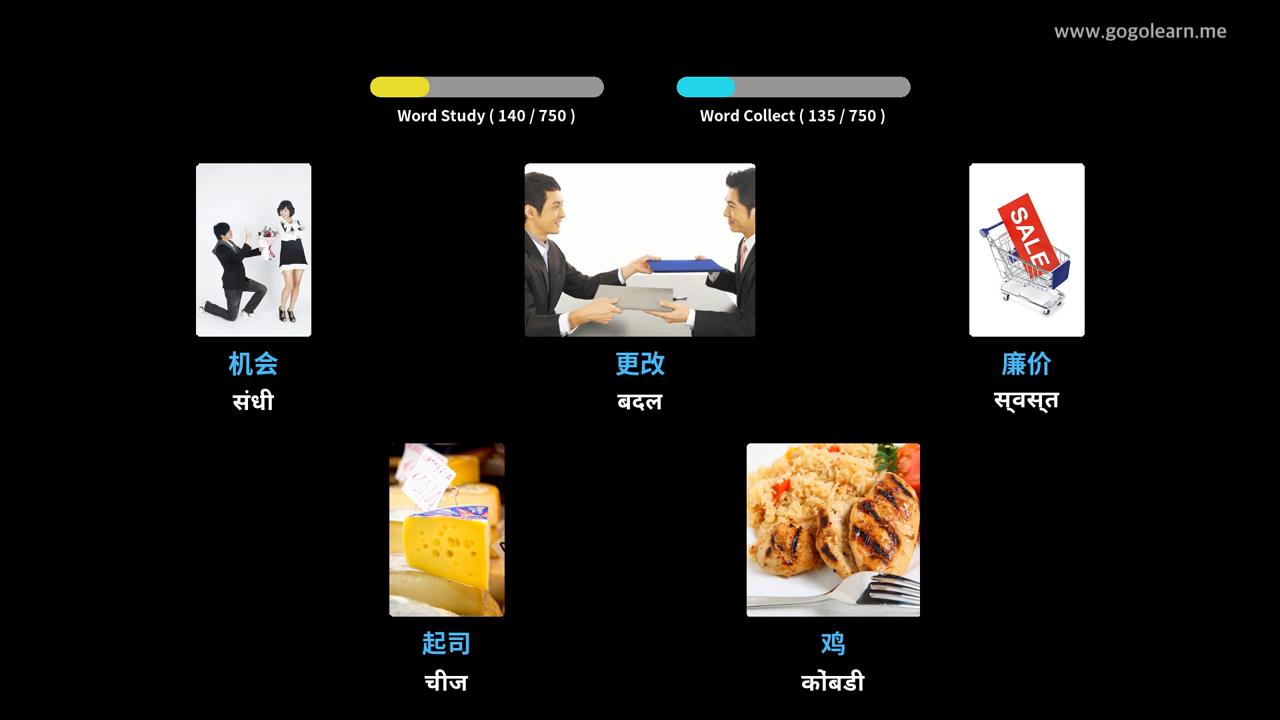 www.gogolearn.me
Word Study ( 140 / 750 )
Word Collect ( 135 / 750 )
SALE
机会
संधी
更改
बदल
廉价
स्‌वस्‌त
起司
चीज
鸡
कोंबडी